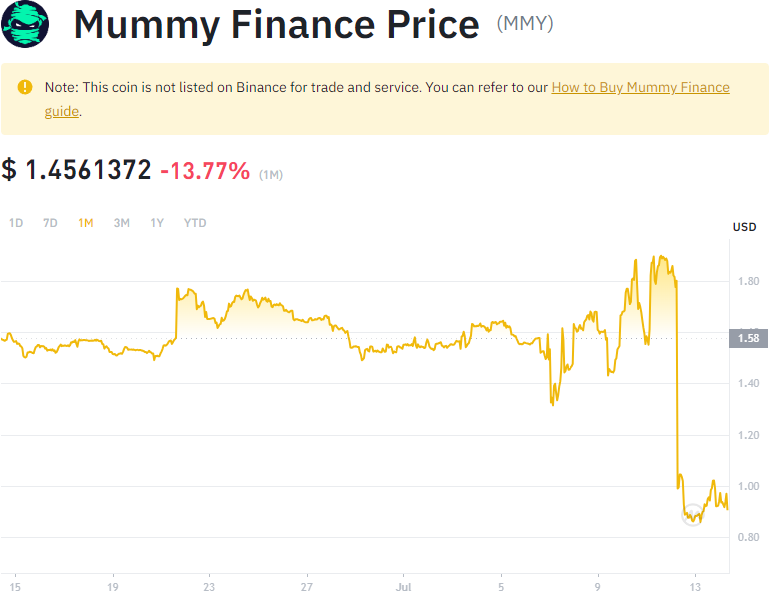 Mummy Finance Price (MMY)
Note: This coin is not listed on Binance for trade and service. You can refer to our How to Buy Mummy Finance
guide.
$ 1.4561372 -13.77% (1M)
1D 7D 1M 3M 1Y YTD
USD
1.80
1.58
1.40
1.20
1.00
0.80
15 19 23 27 Jul 5 9 13